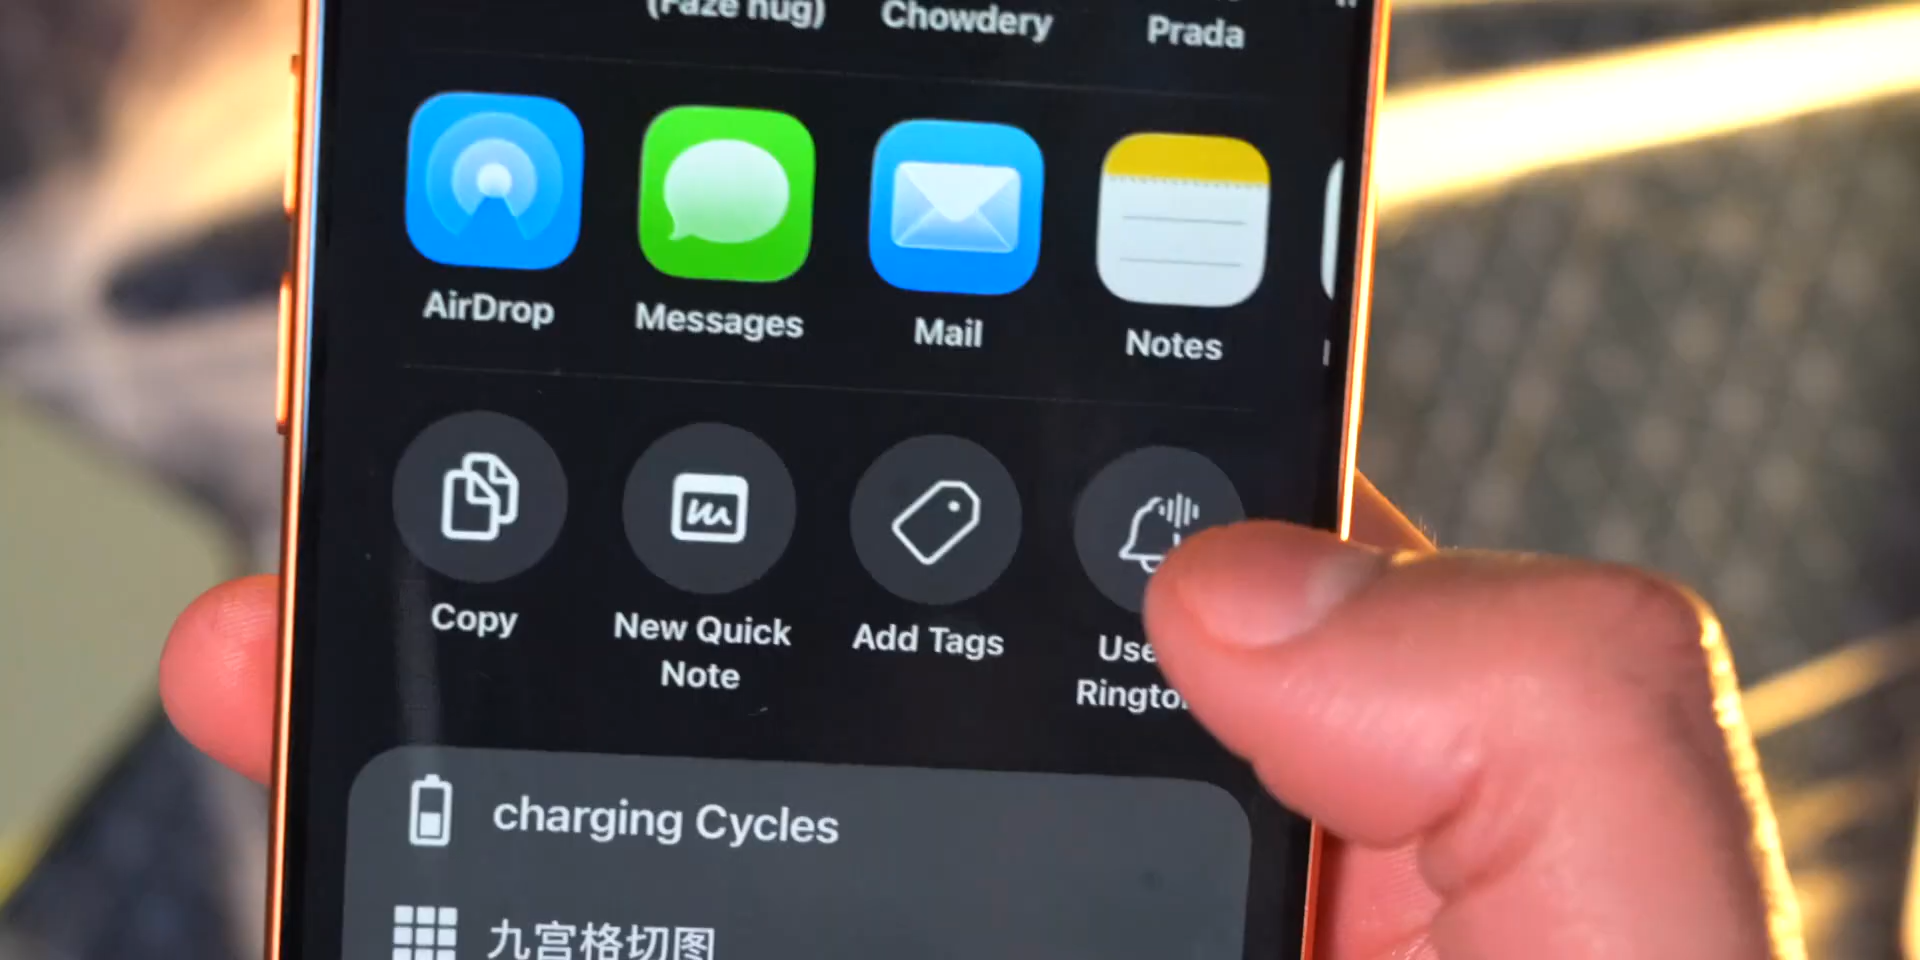 (Faze hug)
Chowdery
Prada
AirDrop
Messages
Mail
Notes
Copy
New Quick
Note
Add Tags
Use
charging Cycles
九宫格切图